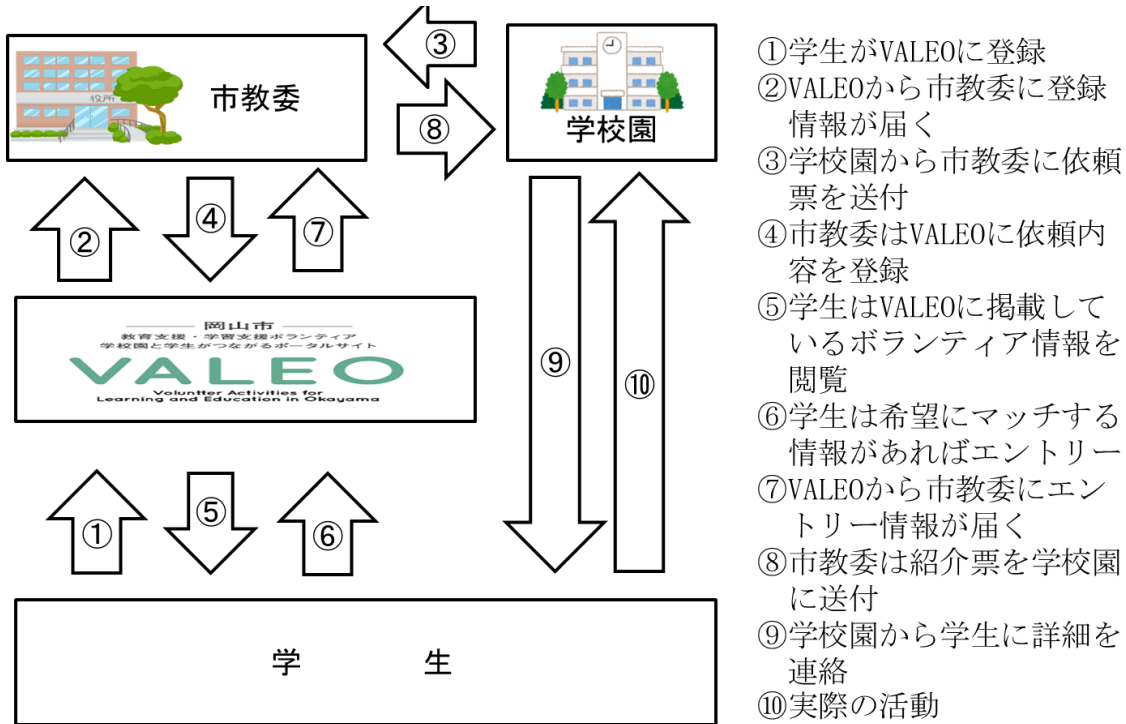 ③
役所
市教委
⑧
学校園
②
④
⑦
岡山市
教育支援・学習支援ボランティア
学校園と学生がつながるポータルサイト
VALEO
Voluntter Activities for
Learning and Education in Okayama
⑨
⑩
①
⑤
⑥
学 生
①学生がVALEOに登録
②VALEOから市教委に登録
情報が届く
③学校園から市教委に依頼
票を送付
④市教委はVALEOに依頼内
容を登録
⑤学生はVALEOに掲載して
いるボランティア情報を
閲覧
⑥学生は希望にマッチする
情報があればエントリー
⑦VALEOから市教委にエン
トリー情報が届く
⑧市教委は紹介票を学校園
に送付
⑨学校園から学生に詳細を
連絡
⑩実際の活動